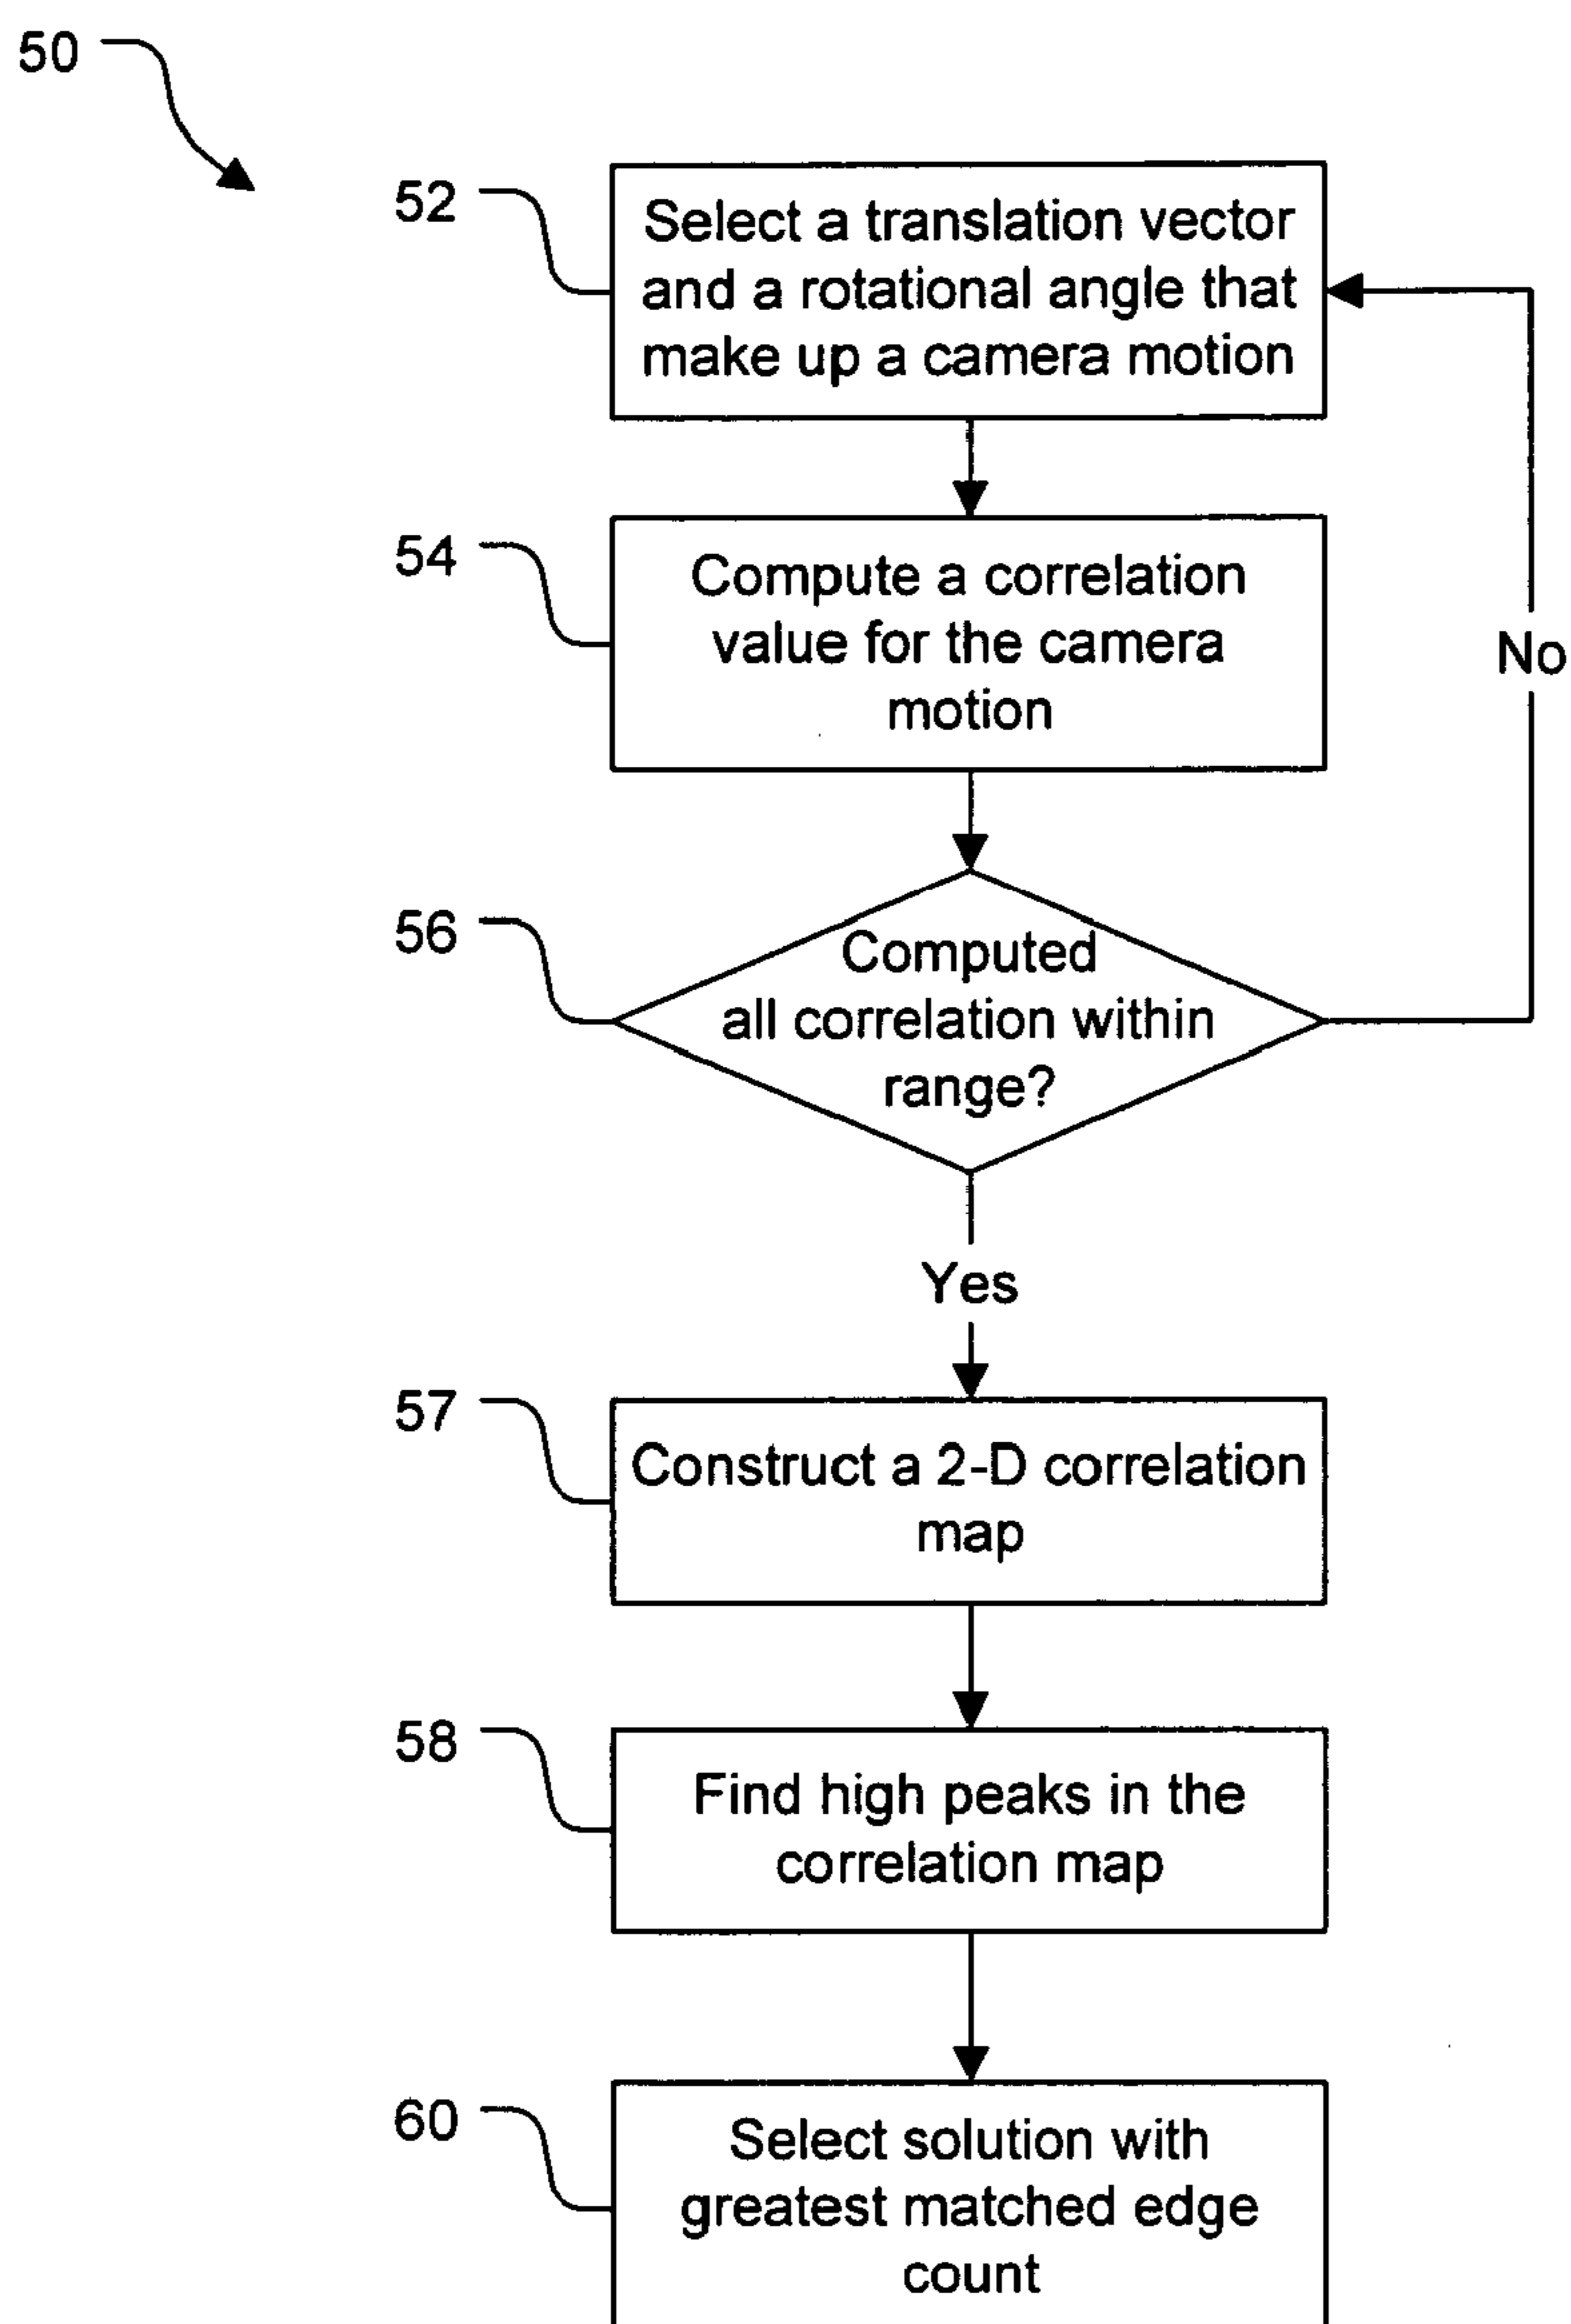 50
52
Select a translation vector
and a rotational angle that
make up a camera motion
54
Compute a correlation
value for the camera
motion
No
56
Computed
all correlation within
range?
Yes
57
Construct a 2-D correlation
map
58
Find high peaks in the
correlation map
60
Select solution with
greatest matched edge
count